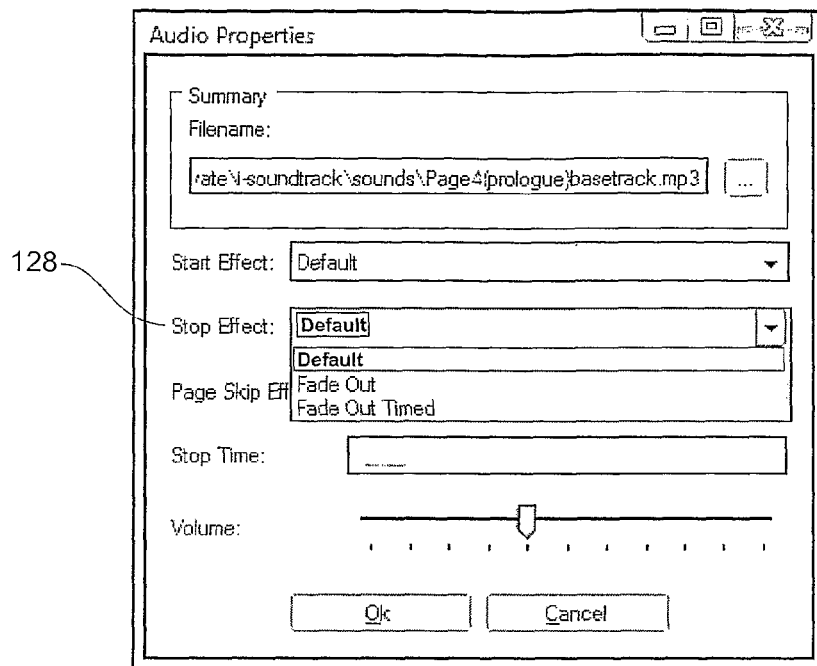 Audio Properties
Summary
Filename:
rate\i-soundtrack\sounds\Page4(prologue)basetrack.mp3
...
128
Start Effect:
Default
Stop Effect:
Default
Default
Fade Out
Fade Out Timed
Page Skip Eff
Stop Time:
Volume:
Ok
Cancel